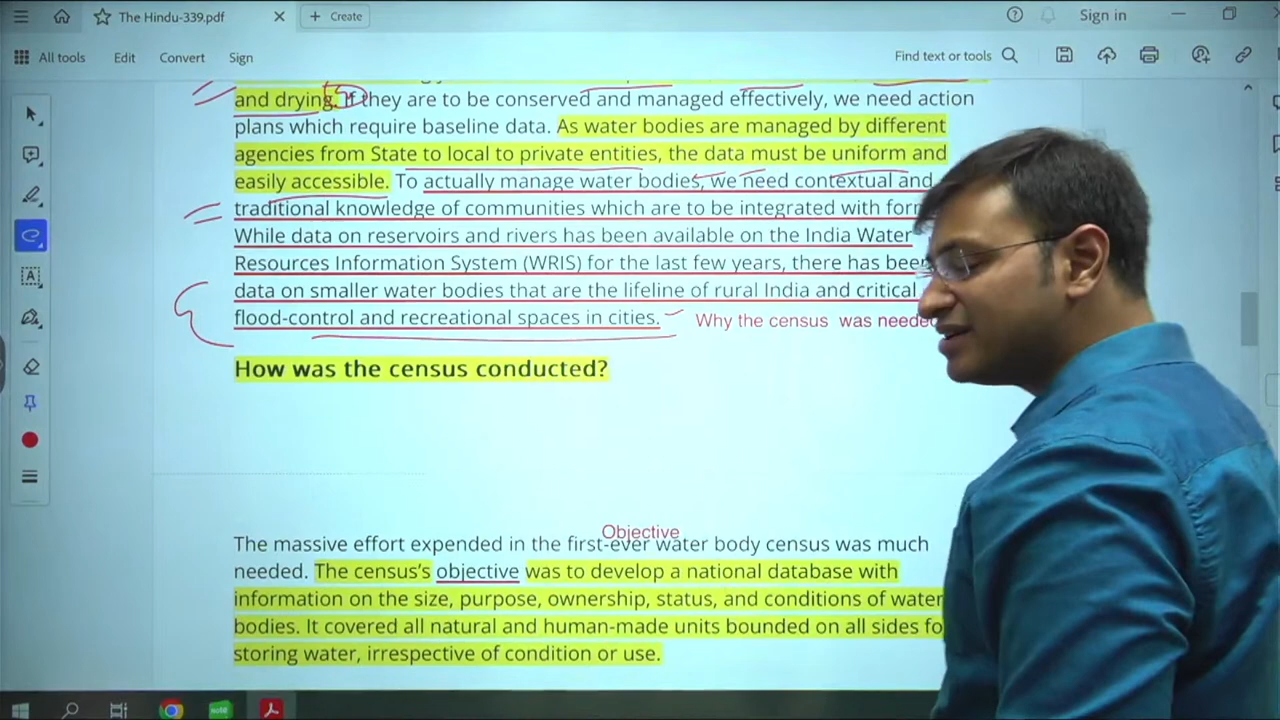 The Hindu-339.pdf
Create
Sign in
All tools Edit Convert Sign
Find text or tools
and drying. If they are to be conserved and managed effectively, we need action
plans which require baseline data. As water bodies are managed by different
agencies from State to local to private entities, the data must be uniform and
easily accessible. To actually manage water bodies, we need contextual and
traditional knowledge of communities which are to be integrated with
While data on reservoirs and rivers has been available on the India Water
Resources Information System (WRIS) for the last few years, there has been
data on smaller water bodies that are the lifeline of rural India and critical
flood-control and recreational spaces in cities.
Why the census was needed
How was the census conducted?
Objective
The massive effort expended in the first-ever water body census was much
needed. The census's objective was to develop a national database with
information on the size, purpose, ownership, status, and conditions of water
bodies. It covered all natural and human-made units bounded on all sides
storing water, irrespective of condition or use.